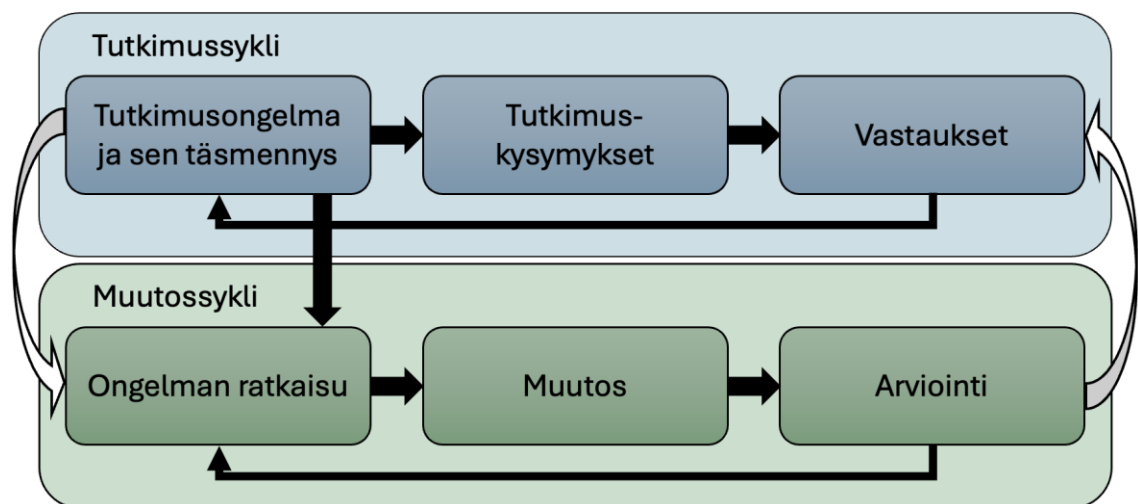 Tutkimussykli
Tutkimusongelma
ja sen täsmennys
Tutkimus-
kysymykset
Vastaukset
Muutossykli
Ongelman ratkaisu
Muutos
Arviointi